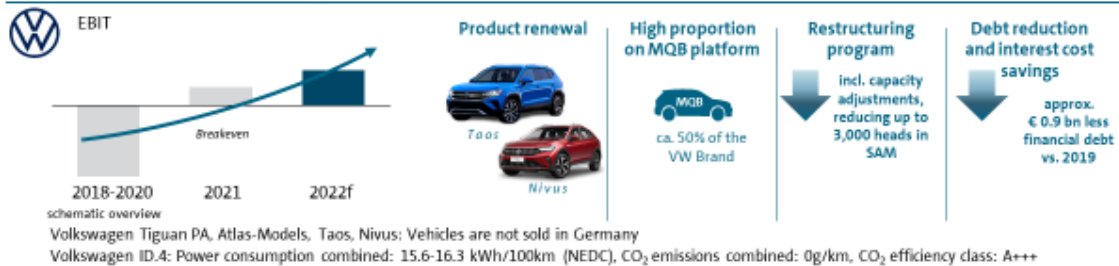 EBIT
Breakeven
2018-2020
2021
2022f
schematic overview
Product renewal
Taos
Nivus
High proportion
on MQB platform
MQB
ca. 50% of the
VW Brand
Restructuring
program
incl. capacity
adjustments,
reducing up to
3,000 heads in
SAM
Debt reduction
and interest cost
savings
approx.
€ 0.9 bn less
financial debt
vs. 2019
Volkswagen Tiguan PA, Atlas-Models, Taos, Nivus: Vehicles are not sold in Germany
Volkswagen ID.4: Power consumption combined: 15.6-16.3 kWh/100km (NEDC), CO₂ emissions combined: 0g/km, CO₂ efficiency class: A+++